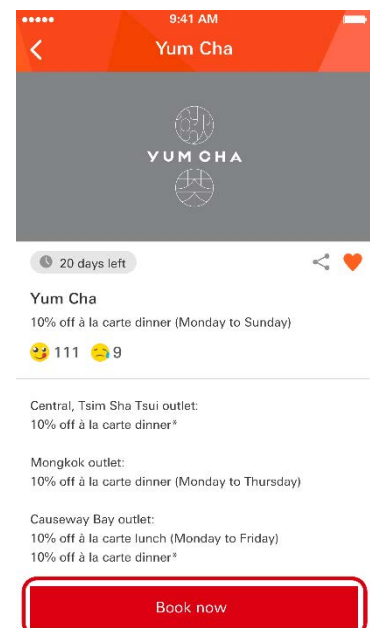 9:41 AM
Yum Cha
飲
YUM CHA
茶
20 days left
Yum Cha
10% off à la carte dinner (Monday to Sunday)
111 9
Central, Tsim Sha Tsui outlet:
10% off à la carte dinner*
Mongkok outlet:
10% off à la carte dinner (Monday to Thursday)
Causeway Bay outlet:
10% off à la carte lunch (Monday to Friday)
10% off à la carte dinner*
Book now